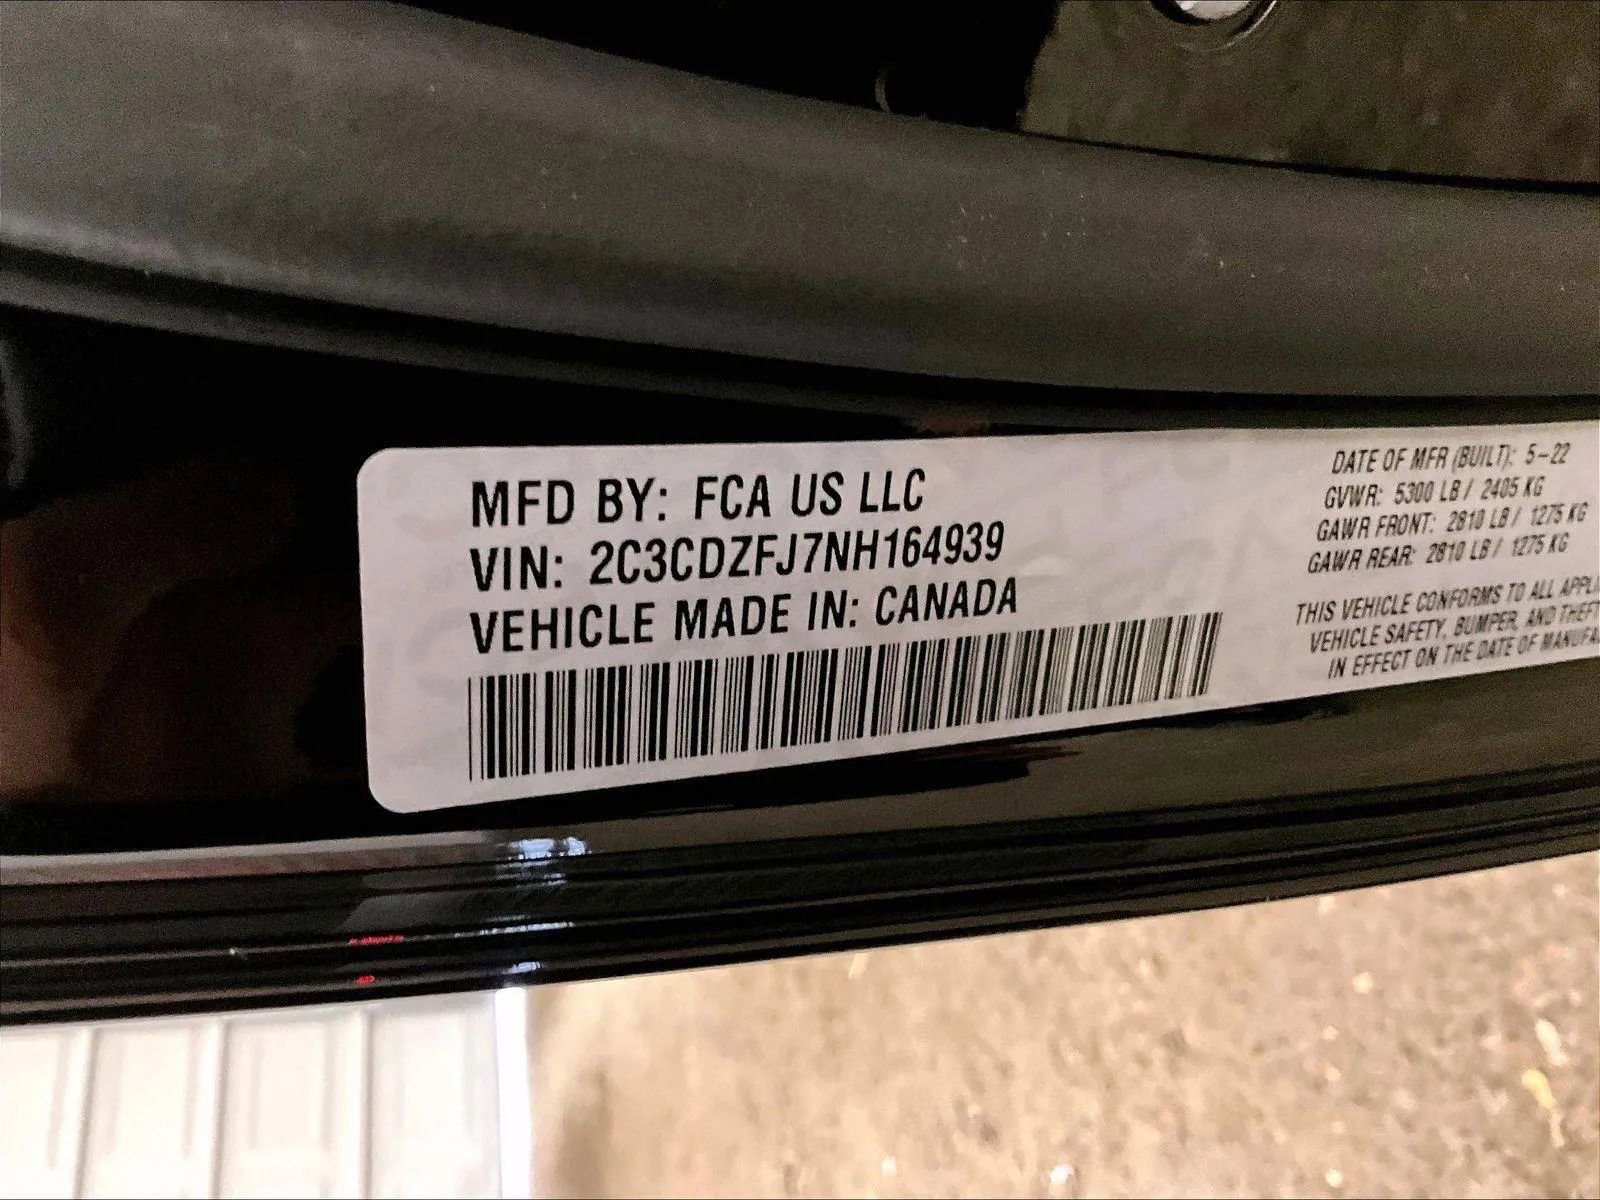 MFD BY: FCA US LLC
VIN: 2C3CDZFJ7NH164939
VEHICLE MADE IN: CANADA
DATE OF MFR (BUILT): 5-22
GVWR: 5300 LB / 2405 KG
GAWR FRONT: 2810 LB / 1275 KG
GAWR REAR: 2810 LB / 1275 KG
THIS VEHICLE CONFORMS TO ALL
VEHICLE SAFETY, BUMPER, AND THEFT
IN EFFECT ON THE DATE OF